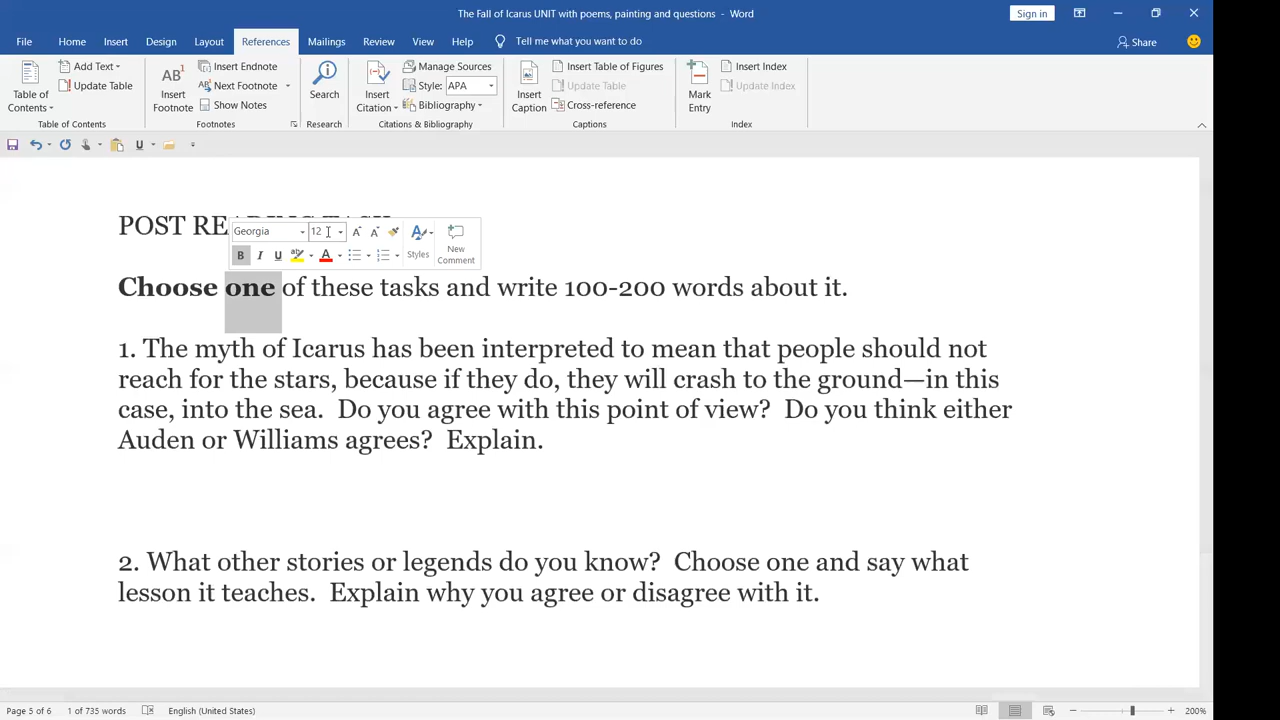 The Fall of Icarus UNIT with poems, painting and questions - Word
Sign in
File Home Insert Design Layout References Mailings Review View Help Tell me what you want to do Share
Table of Contents
Add Text
Update Table
Table of Contents
AB1 Insert Footnote
Insert Endnote
Next Footnote
Show Notes
Footnotes
Search
Research
Insert Citation
Manage Sources
Style: APA
Bibliography
Citations & Bibliography
Insert Caption
Insert Table of Figures
Update Table
Cross-reference
Captions
Mark Entry
Insert Index
Update Index
Index
POST READING TASK
Georgia 12
Styles
New Comment
Choose one of these tasks and write 100-200 words about it.
1. The myth of Icarus has been interpreted to mean that people should not
reach for the stars, because if they do, they will crash to the ground—in this
case, into the sea. Do you agree with this point of view? Do you think either
Auden or Williams agrees? Explain.
2. What other stories or legends do you know? Choose one and say what
lesson it teaches. Explain why you agree or disagree with it.
Page 5 of 6 1 of 735 words English (United States) 200%